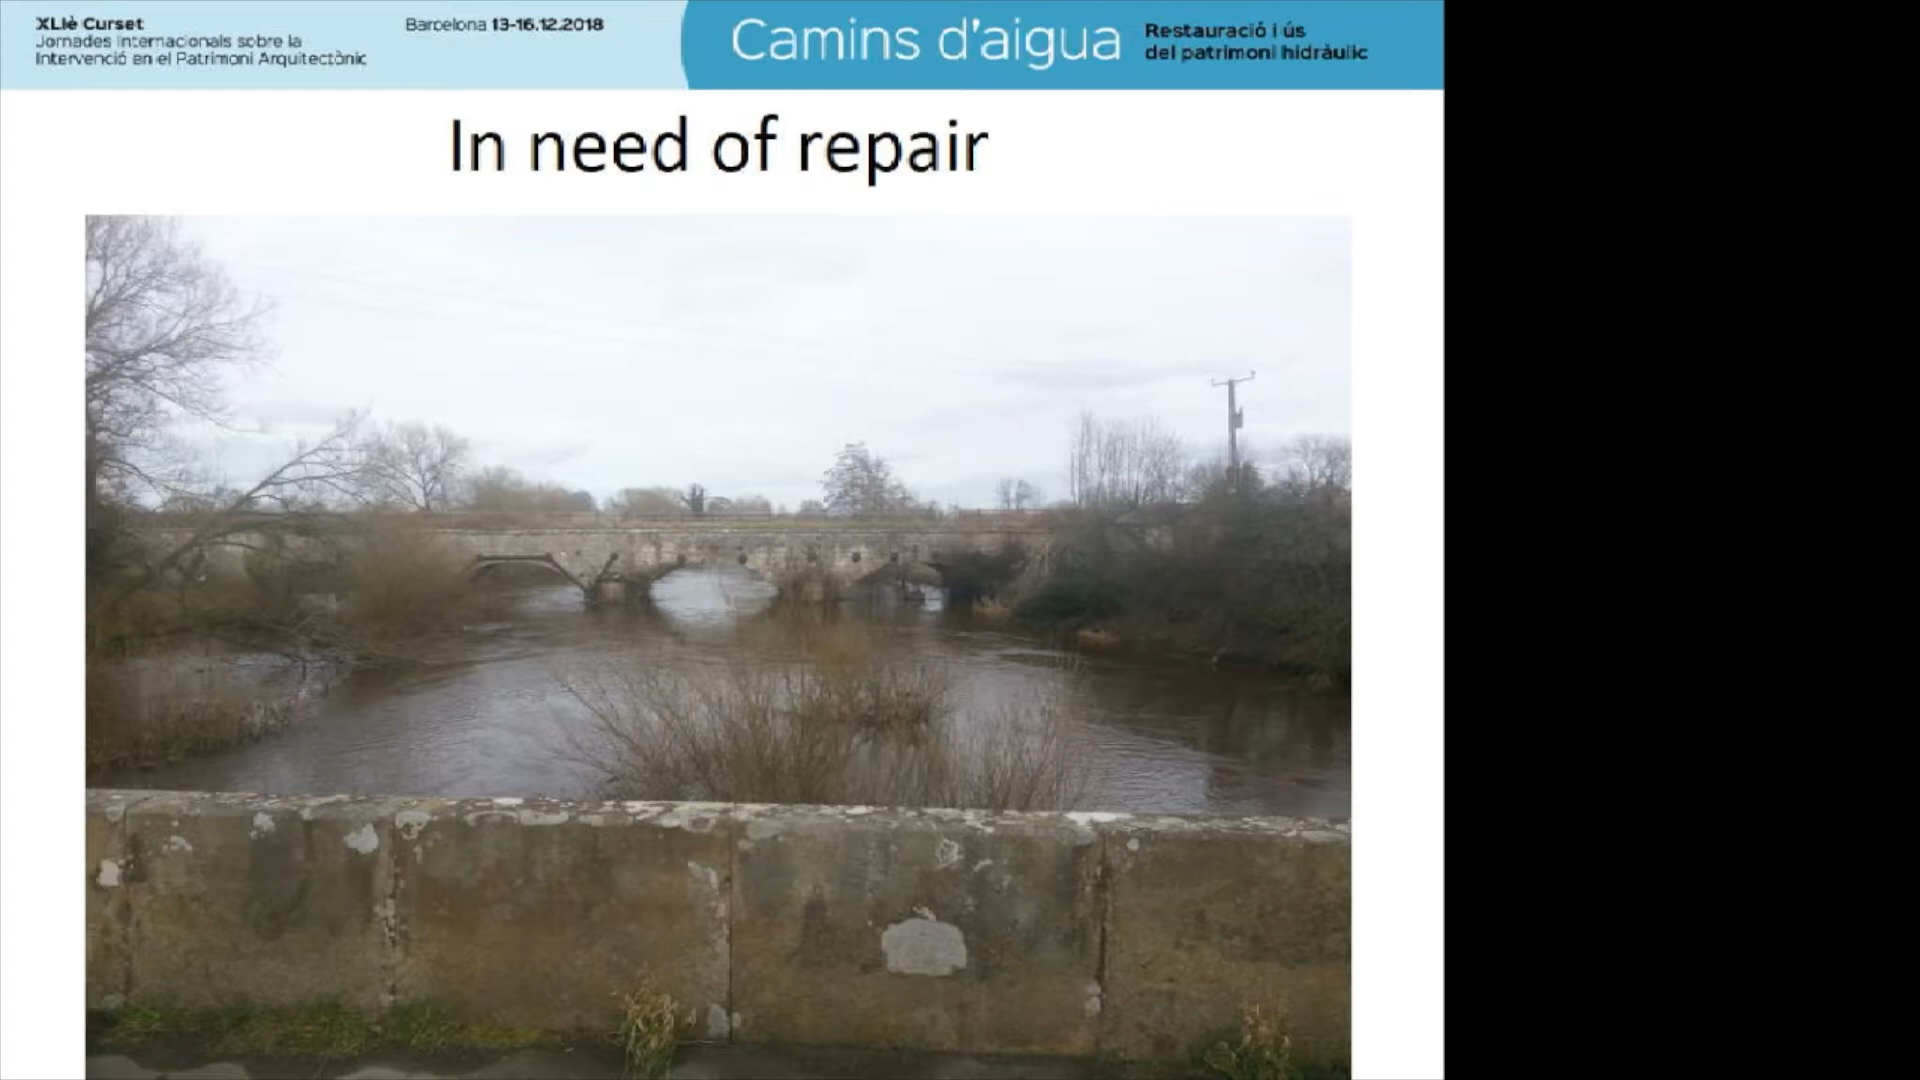 XLIè Curset
Jornades Internacionals sobre la
Intervenció en el Patrimoni Arquitectònic
Barcelona 13-16.12.2018
Camins d'aigua
Restauració i ús
del patrimoni hidràulic
In need of repair